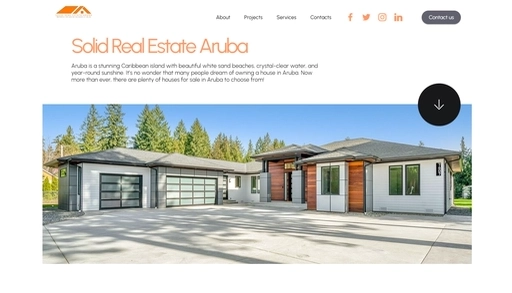 About Projects Services Contacts Contact us
Solid Real Estate Aruba
Aruba is a stunning Caribbean island with beautiful white sand beaches, crystal-clear water, and
year-round sunshine. It's no wonder that many people dream of owning a house in Aruba. Now
more than ever, there are plenty of houses for sale in Aruba to choose from!